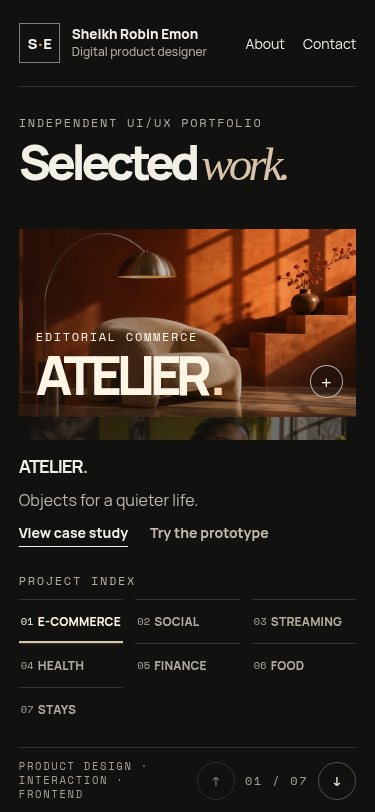 S·E
Sheikh Robin Emon
Digital product designer
About Contact
INDEPENDENT UI/UX PORTFOLIO
Selected work.
EDITORIAL COMMERCE
ATELIER.
+
ATELIER.
Objects for a quieter life.
View case study Try the prototype
PROJECT INDEX
01 E-COMMERCE 02 SOCIAL 03 STREAMING
04 HEALTH 05 FINANCE 06 FOOD
07 STAYS
PRODUCT DESIGN ·
INTERACTION ·
FRONTEND
↑ 01 / 07 ↓